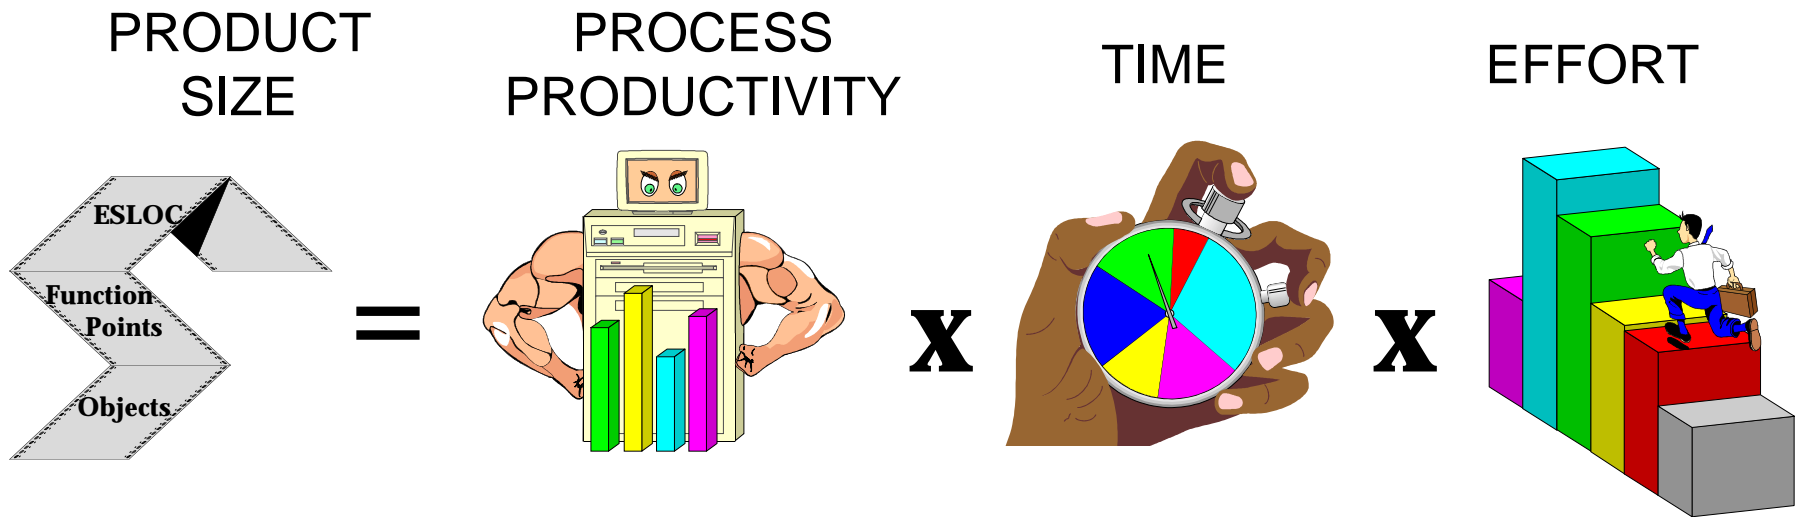 PRODUCT
SIZE
PROCESS
PRODUCTIVITY
TIME
EFFORT
ESLOC
Function
Points
Objects
=
x
x